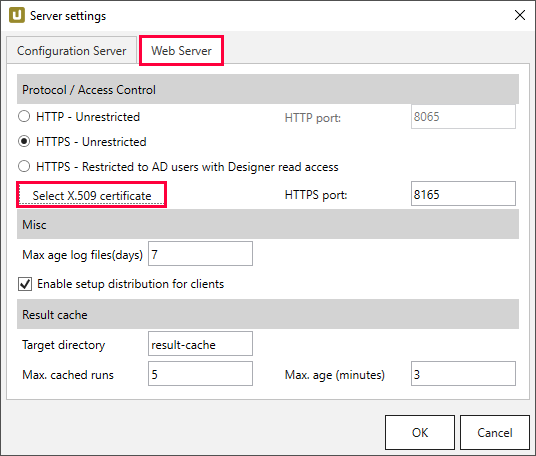 Server settings
Configuration Server
Web Server
Protocol / Access Control
HTTP - Unrestricted
HTTP port:
8065
HTTPS - Unrestricted
HTTPS - Restricted to AD users with Designer read access
Select X.509 certificate
HTTPS port:
8165
Misc
Max age log files(days)
7
Enable setup distribution for clients
Result cache
Target directory
result-cache
Max. cached runs
5
Max. age (minutes)
3
OK
Cancel